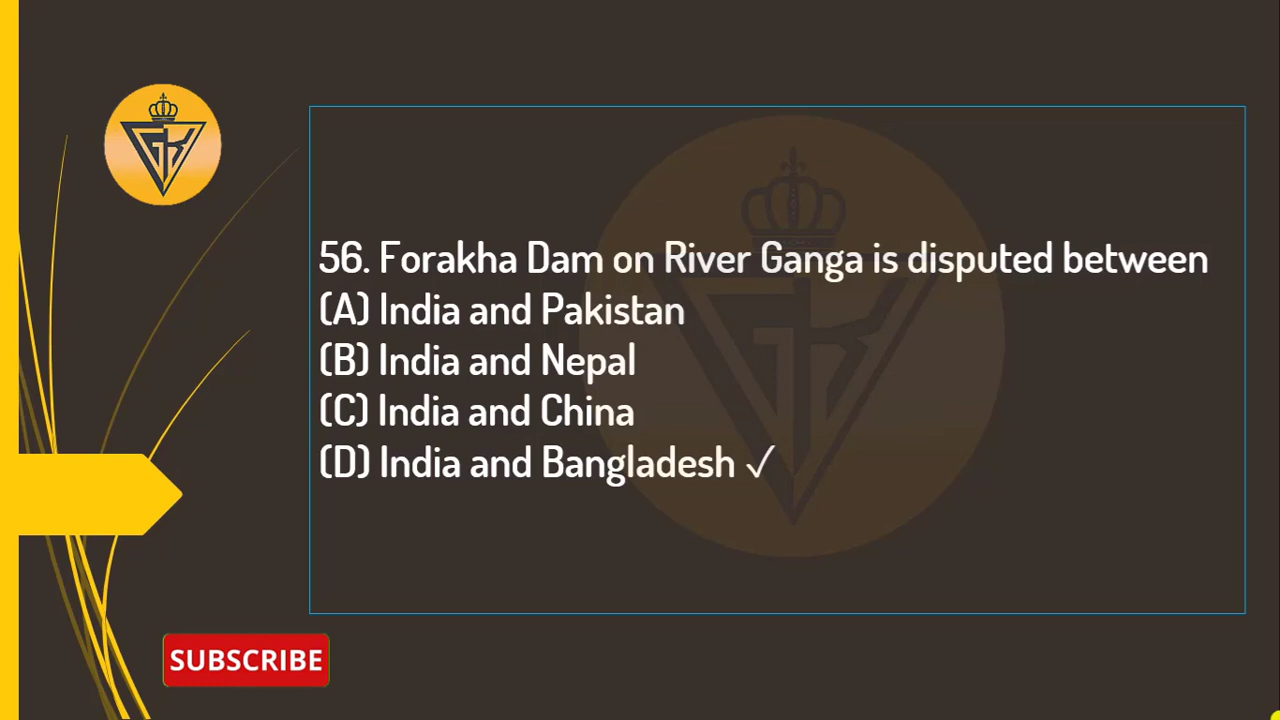 GK
56. Forakha Dam on River Ganga is disputed between
(A) India and Pakistan
(B) India and Nepal
(C) India and China
(D) India and Bangladesh ✓
SUBSCRIBE